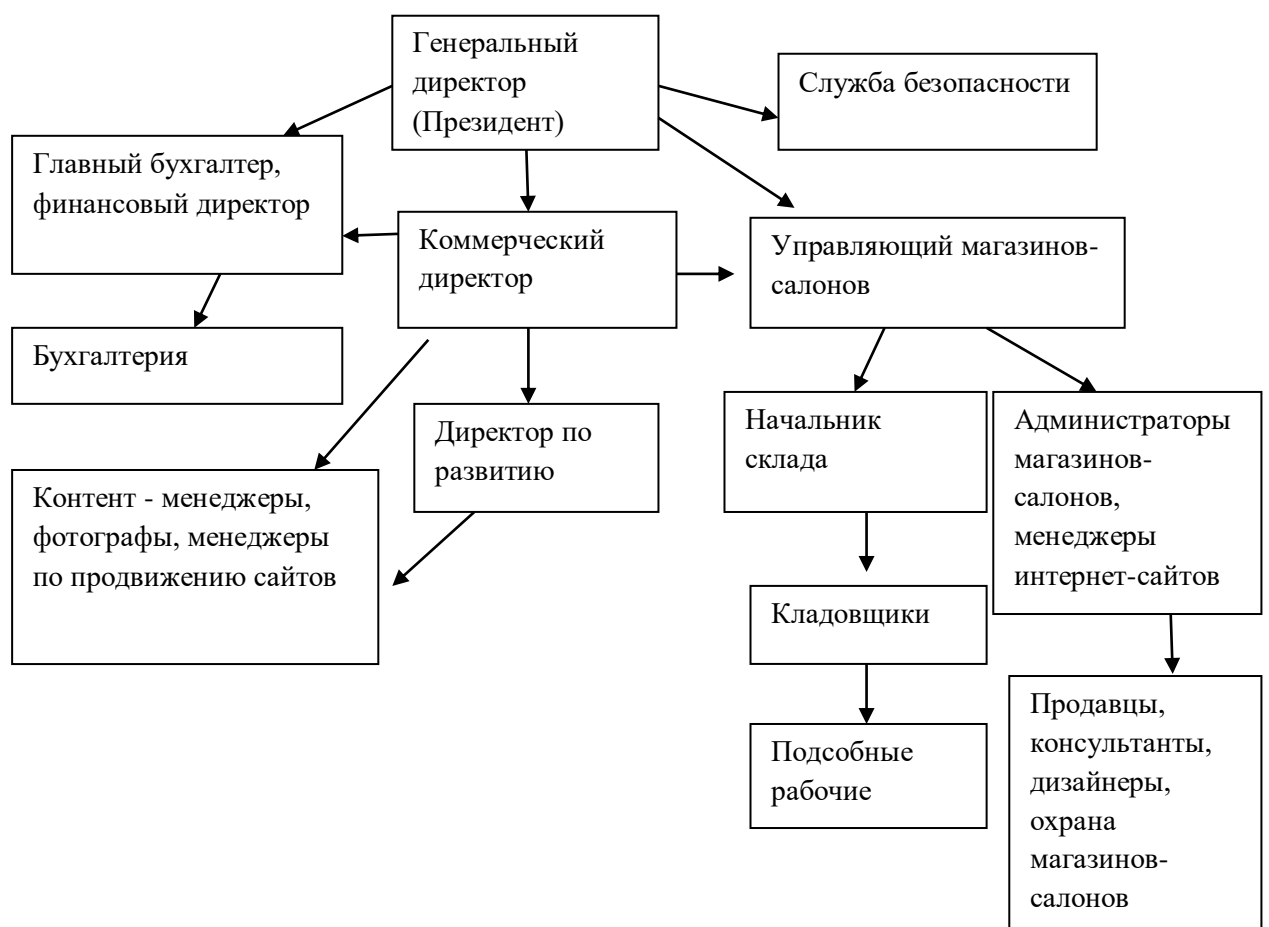 Генеральный
директор
(Президент)
Служба безопасности
Главный бухгалтер,
финансовый директор
Коммерческий
директор
Управляющий магазинов-
салонов
Бухгалтерия
Директор по
развитию
Начальник
склада
Администраторы
магазинов-
салонов,
менеджеры
интернет-сайтов
Контент - менеджеры,
фотографы, менеджеры
по продвижению сайтов
Кладовщики
Подсобные
рабочие
Продавцы,
консультанты,
дизайнеры,
охрана
магазинов-
салонов